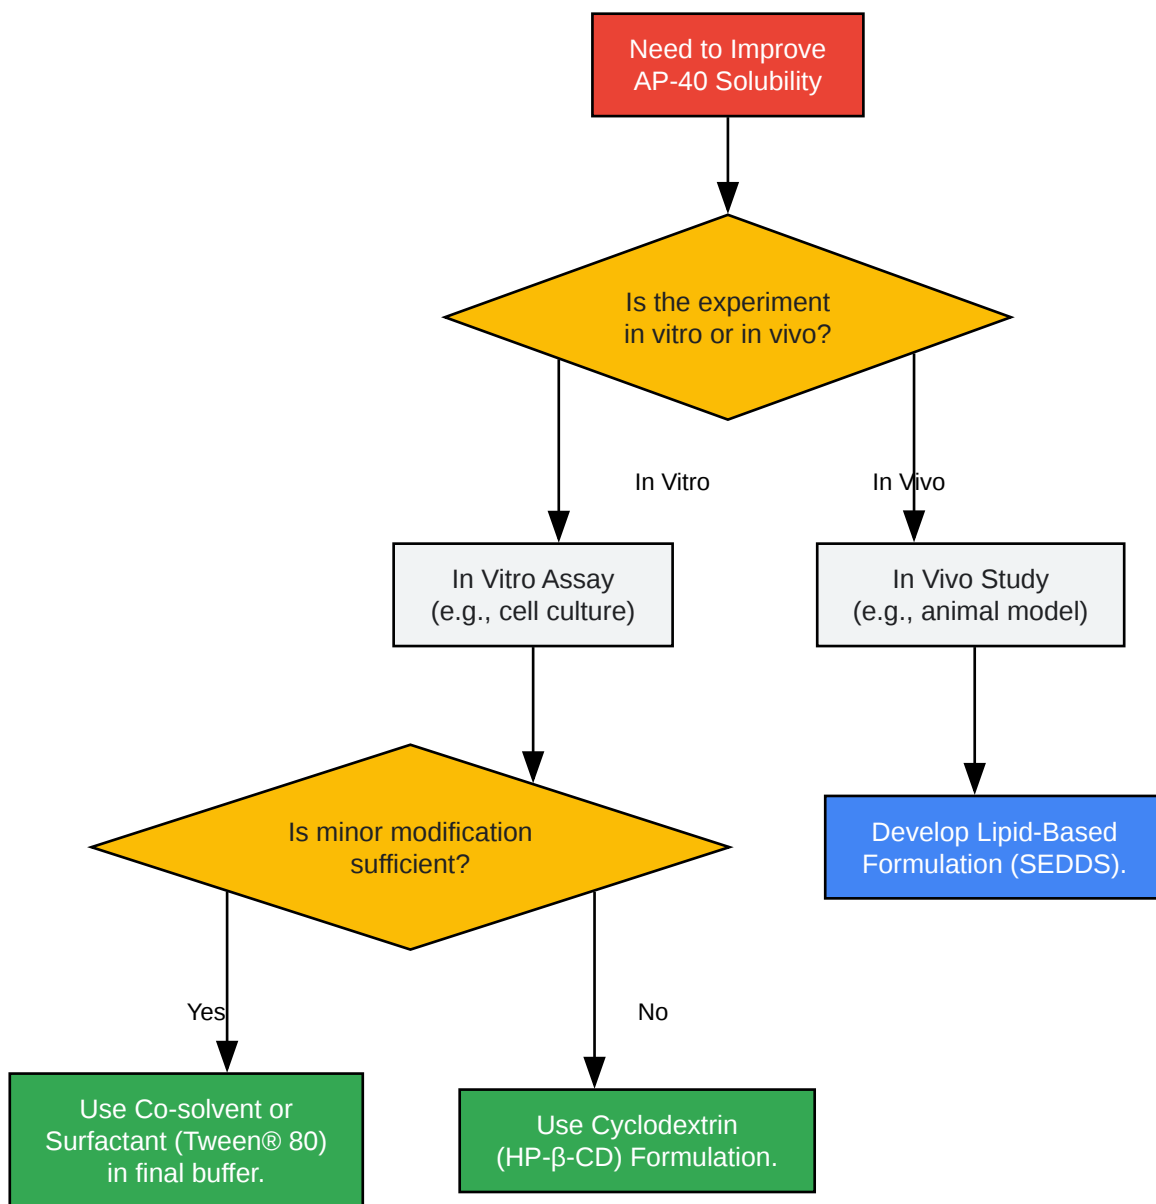 Need to Improve
AP-40 Solubility
Is the experiment
in vitro or in vivo?
In Vitro
In Vivo
In Vitro Assay
(e.g., cell culture)
In Vivo Study
(e.g., animal model)
Is minor modification
sufficient?
Develop Lipid-Based
Formulation (SEDDS).
Yes
No
Use Co-solvent or
Surfactant (Tween® 80)
in final buffer.
Use Cyclodextrin
(HP-β-CD) Formulation.